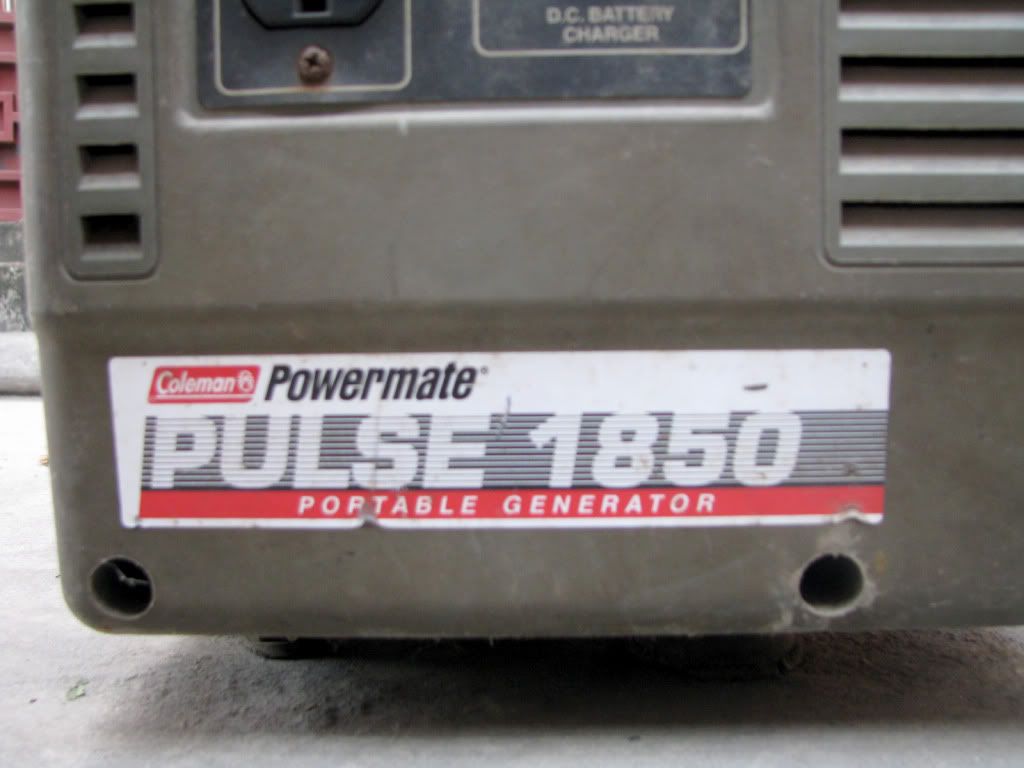 D.C. BATTERY
CHARGER
Coleman Powermate®
PULSE 1850
PORTABLE GENERATOR